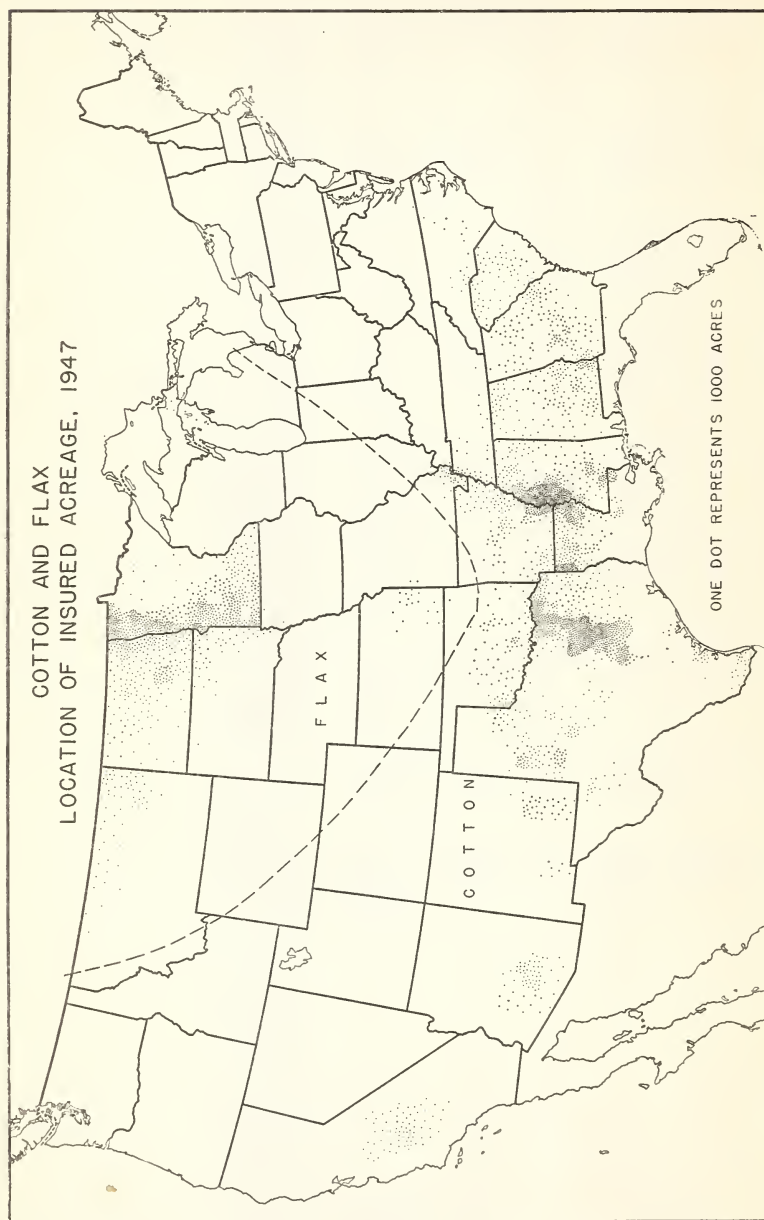 COTTON AND FLAX
LOCATION OF INSURED ACREAGE, 1947
FLAX
COTTON
ONE DOT REPRESENTS 1000 ACRES